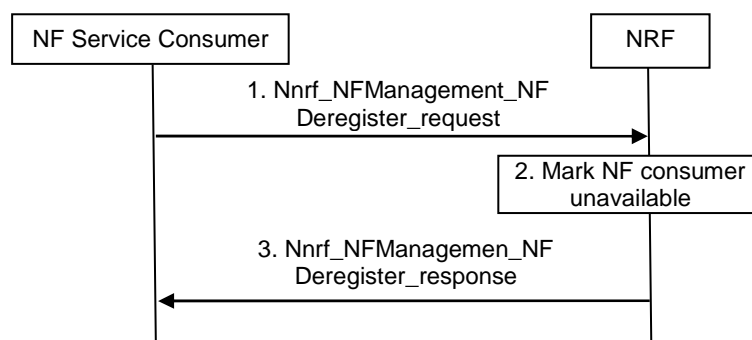 NF Service Consumer
NRF
1. Nnrf_NFManagement_NF
Deregister_request
2. Mark NF consumer
unavailable
3. Nnrf_NFManagemen_NF
Deregister_response